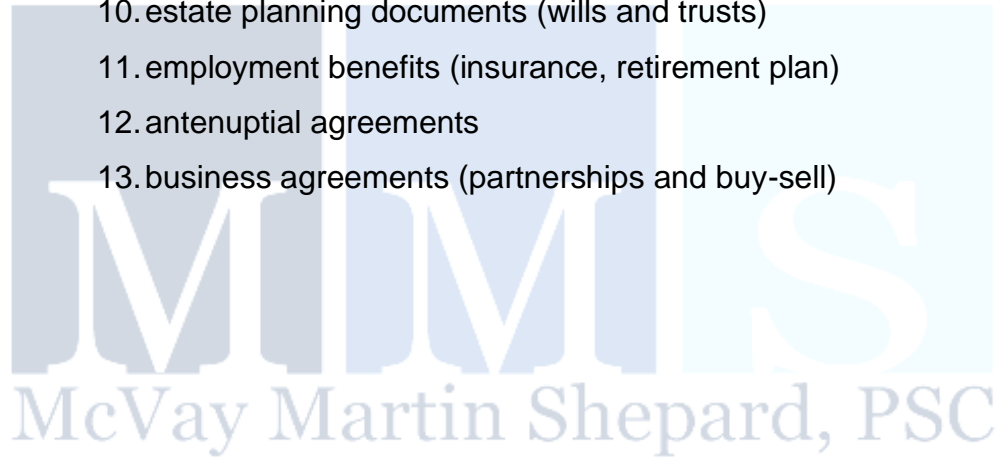 10. estate planning documents (wills and trusts)
11. employment benefits (insurance, retirement plan)
12. antenuptial agreements
13. business agreements (partnerships and buy-sell)
MMS
McVay Martin Shepard, PSC